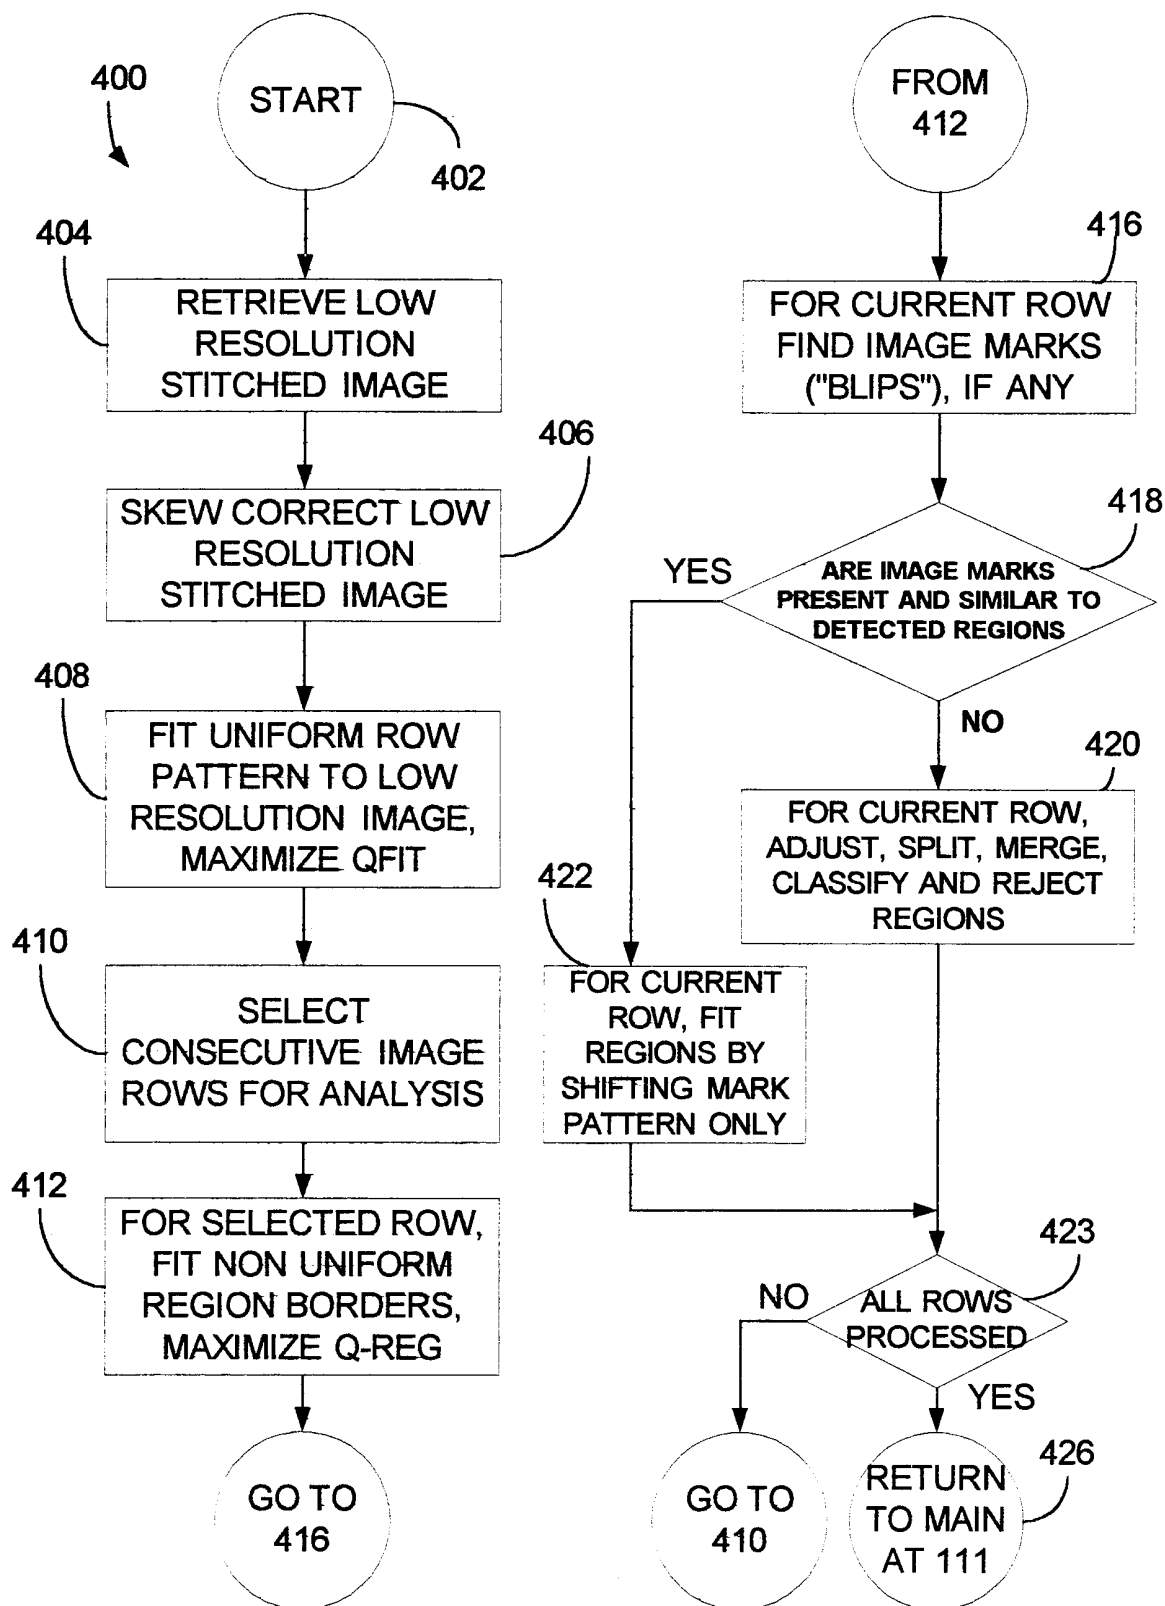 400
START
402
404
RETRIEVE LOW
RESOLUTION
STITCHED IMAGE
406
SKEW CORRECT LOW
RESOLUTION
STITCHED IMAGE
408
FIT UNIFORM ROW
PATTERN TO LOW
RESOLUTION IMAGE,
MAXIMIZE QFIT
410
SELECT
CONSECUTIVE IMAGE
ROWS FOR ANALYSIS
412
FOR SELECTED ROW,
FIT NON UNIFORM
REGION BORDERS,
MAXIMIZE Q-REG
GO TO
416
FROM
412
416
FOR CURRENT ROW
FIND IMAGE MARKS
("BLIPS"), IF ANY
418
YES
ARE IMAGE MARKS
PRESENT AND SIMILAR TO
DETECTED REGIONS
NO
420
FOR CURRENT ROW,
ADJUST, SPLIT, MERGE,
CLASSIFY AND REJECT
REGIONS
422
FOR CURRENT
ROW, FIT
REGIONS BY
SHIFTING MARK
PATTERN ONLY
423
NO
ALL ROWS
PROCESSED
YES
GO TO
410
426
RETURN
TO MAIN
AT 111